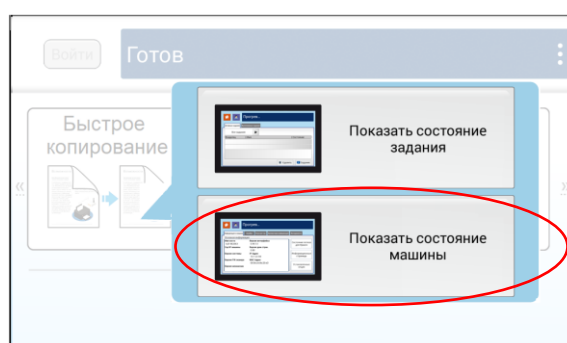 Войти
Готов
Быстрое
копирование
Показать состояние
задания
Показать состояние
машины